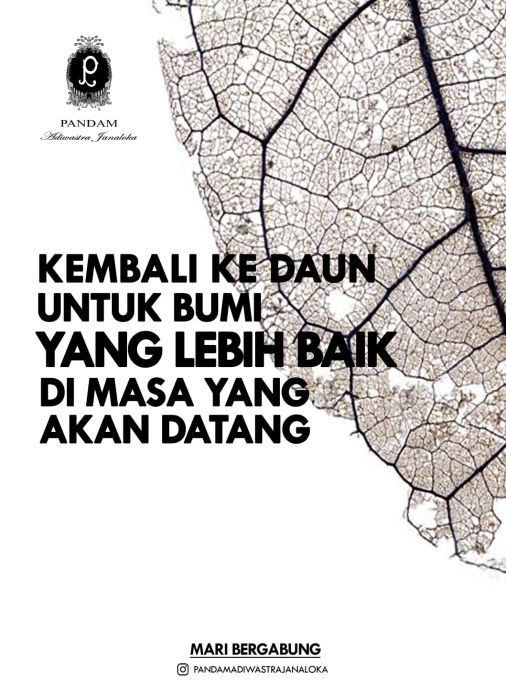 PANDAM
Adiwastra Janaloka
KEMBALI KE DAUN
UNTUK BUMI
YANG LEBIH BAIK
DI MASA YANG
AKAN DATANG
MARI BERGABUNG
PANDAMADIWASTRAJANALOKA